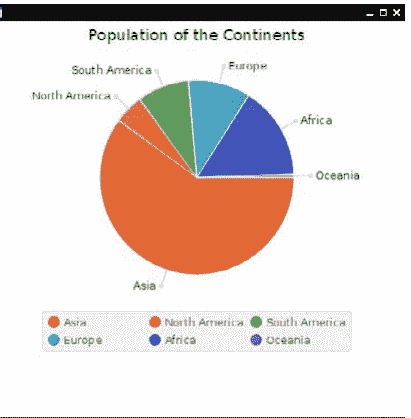 Population of the Continents
Europe
South America
North America
Africa
Oceania
Asia
Asia North America South America
Europe Africa Oceania